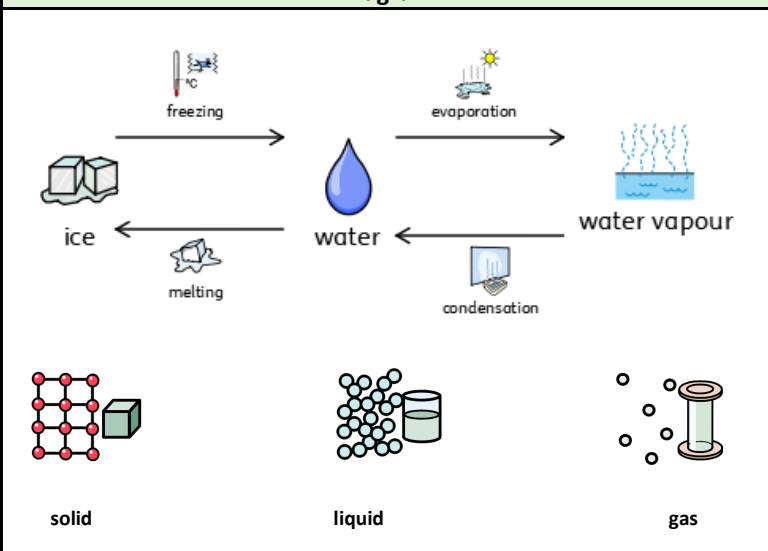 °C
freezing
evaporation
ice
water
water vapour
melting
condensation
solid
liquid
gas